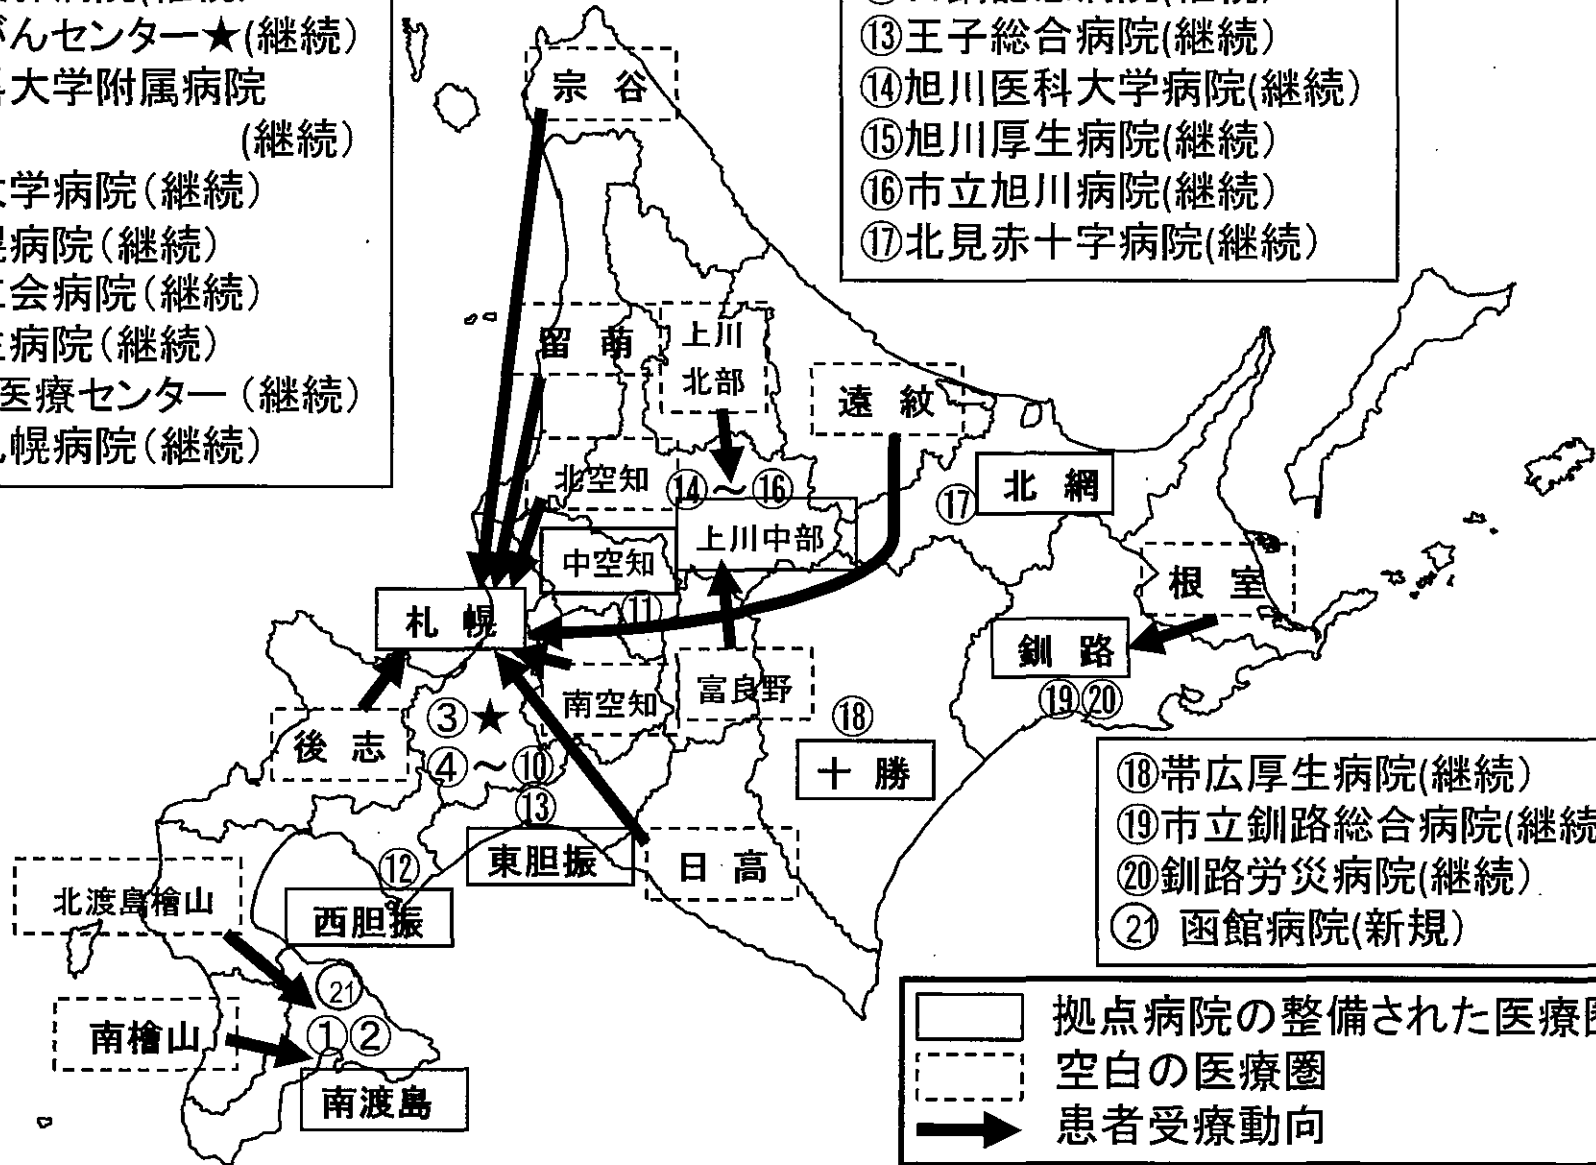 がんセンター★(継続)
大学附属病院
(継続)
大学病院(継続)
病院(継続)
会病院(継続)
病院(継続)
医療センター(継続)
札幌病院(継続)
⑬王子総合病院(継続)
⑭旭川医科大学病院(継続)
⑮旭川厚生病院(継続)
⑯市立旭川病院(継続)
⑰北見赤十字病院(継続)
宗谷
留萌
上川
北部
遠紋
北空知
⑭～⑯
⑰
北網
中空知
上川中部
⑪
札幌
根室
釧路
⑲⑳
南空知
富良野
後志
③★
④～⑩
⑬
⑱
十勝
⑫
東胆振
日高
西胆振
北渡島檜山
㉑
南檜山
①②
南渡島
⑱帯広厚生病院(継続)
⑲市立釧路総合病院(継続
⑳釧路労災病院(継続)
㉑ 函館病院(新規)
拠点病院の整備された医療圏
空白の医療圏
患者受療動向